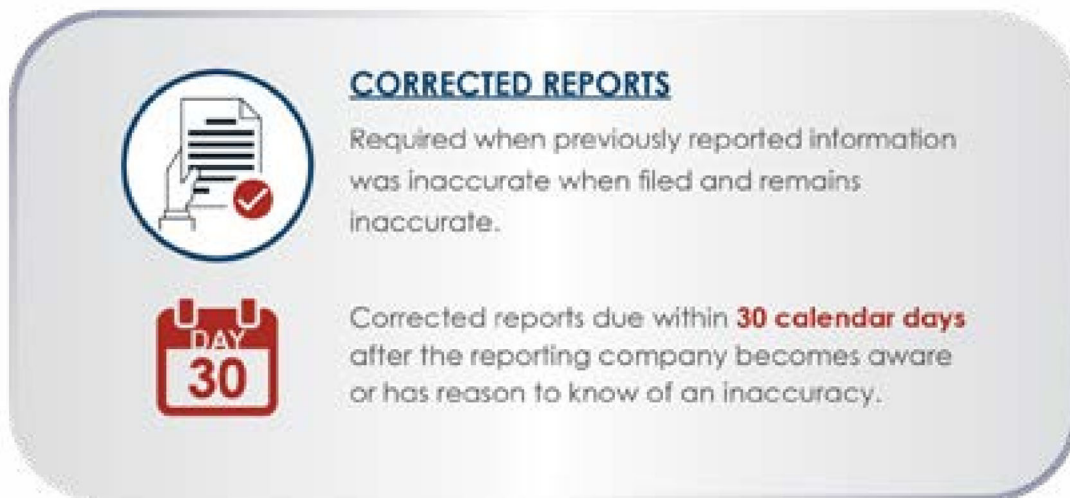 CORRECTED REPORTS
Required when previously reported information
was inaccurate when filed and remains
inaccurate.
DAY
30
Corrected reports due within 30 calendar days
after the reporting company becomes aware
or has reason to know of an inaccuracy.